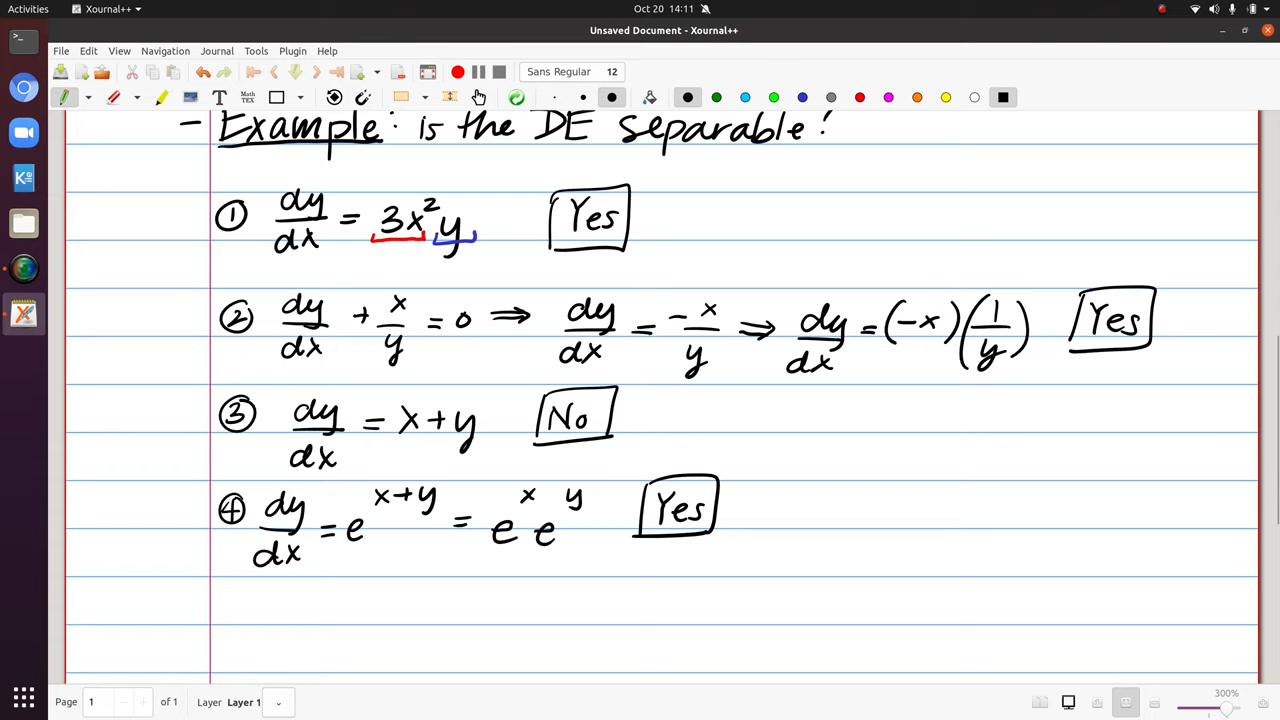 Activities Xournal++ Oct 20 14:11
Unsaved Document - Xournal++
File Edit View Navigation Journal Tools Plugin Help
Sans Regular 12
- Example: is the DE separable?
① dy/dx = 3x²y Yes
② dy/dx + x/y = 0 ⇒ dy/dx = -x/y ⇒ dy/dx = (-x)(1/y) Yes
③ dy/dx = x+y No
④ dy/dx = e^(x+y) = e^x e^y Yes
Page 1 of 1 Layer Layer 1 300%